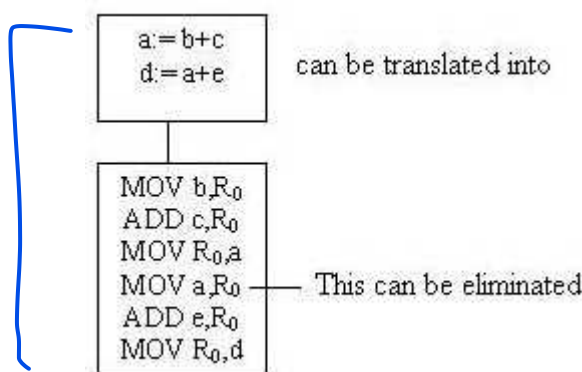 a:= b+c
d:= a+e
can be translated into
MOV b,R₀
ADD c,R₀
MOV R₀,a
MOV a,R₀
This can be eliminated
ADD e,R₀
MOV R₀,d